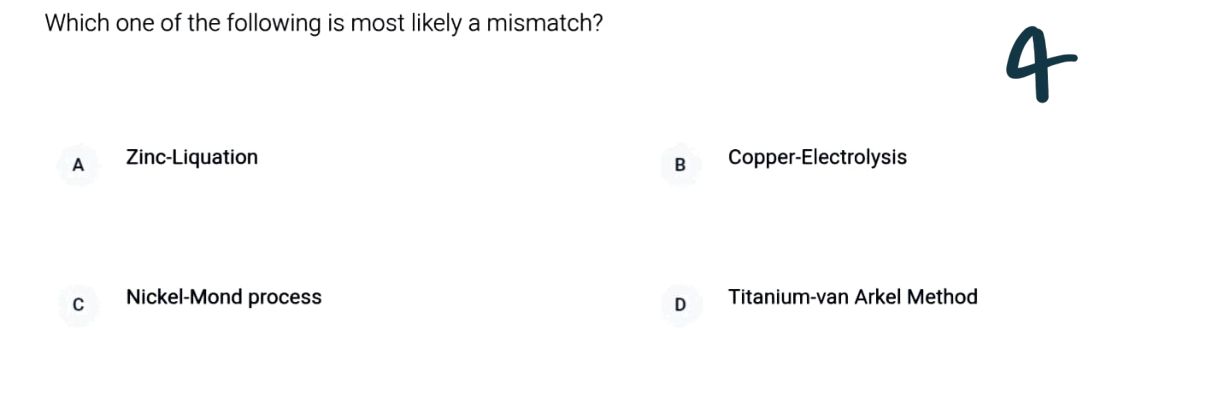 Which one of the following is most likely a mismatch?
4
A Zinc-Liquation
B Copper-Electrolysis
C Nickel-Mond process
D Titanium-van Arkel Method